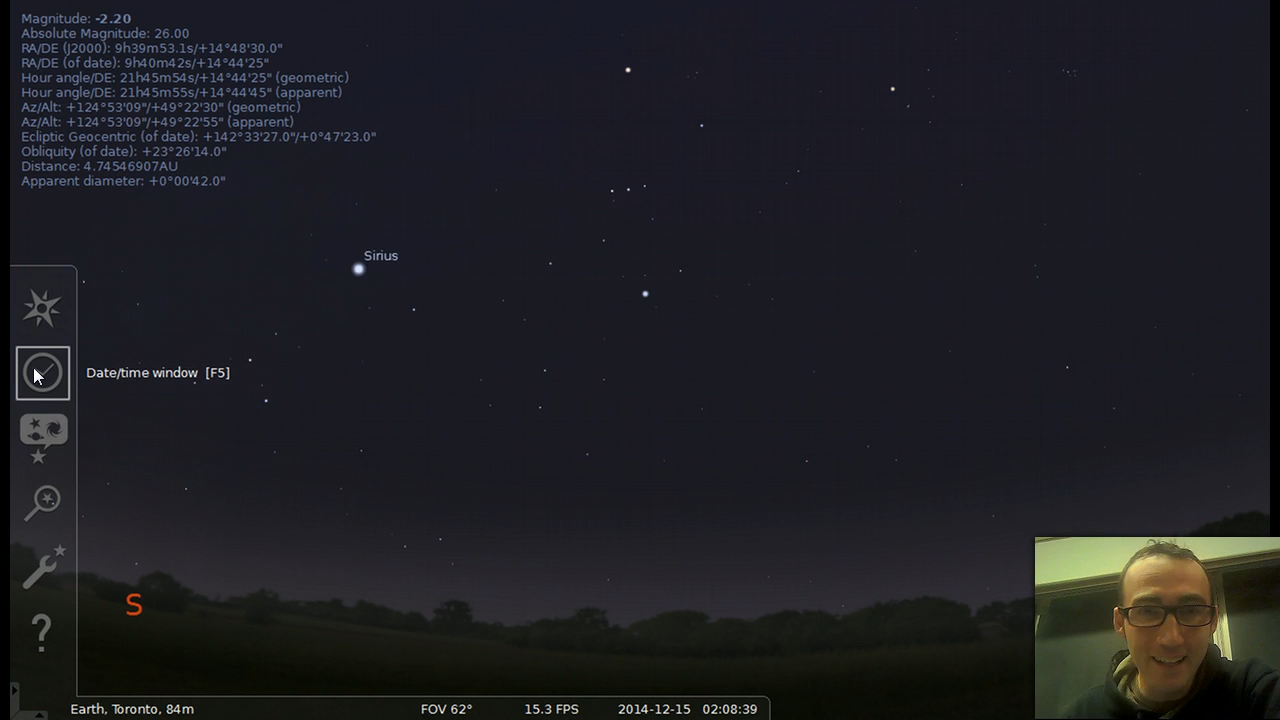 Magnitude: -2.20
Absolute Magnitude: 26.00
RA/DE (J2000): 9h39m53.1s/+14°48'30.0"
RA/DE (of date): 9h40m42s/+14°44'25"
Hour angle/DE: 21h45m54s/+14°44'25" (geometric)
Hour angle/DE: 21h45m55s/+14°44'45" (apparent)
Az/Alt: +124°53'09"/+49°22'30" (geometric)
Az/Alt: +124°53'09"/+49°22'55" (apparent)
Ecliptic Geocentric (of date): +142°33'27.0"/+0°47'23.0"
Obliquity (of date): +23°26'14.0"
Distance: 4.74546907AU
Apparent diameter: +0°00'42.0"
Sirius
Date/time window [F5]
S
?
Earth, Toronto, 84m FOV 62° 15.3 FPS 2014-12-15 02:08:39